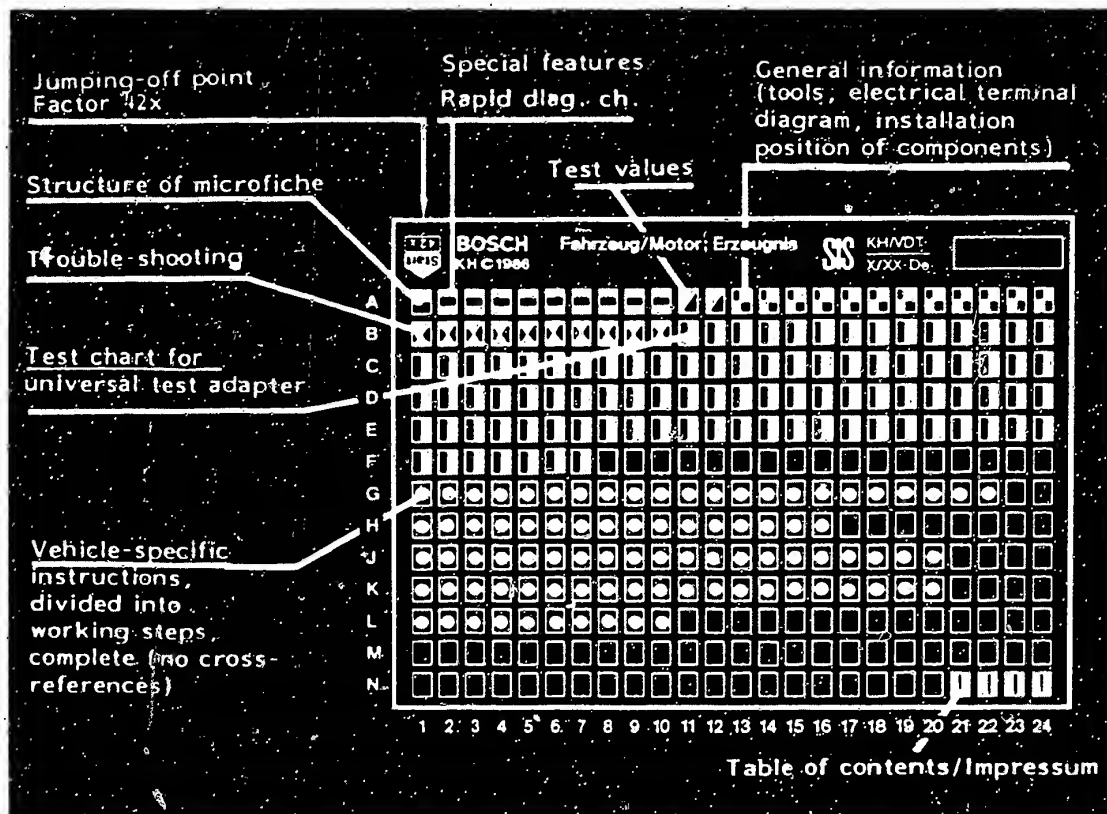 Jumping-off point
Factor 42x
Special features
Rapid diag. ch.
General information
(tools, electrical terminal
diagram, installation
position of components)
Test values
Structure of microfiche
Trouble-shooting
Test chart for
universal test adapter
Vehicle-specific
instructions,
divided into
working steps,
complete (no cross-
references)
42x
Start
BOSCH
KH C1986
Fahrzeug/Motor; Erzeugnis
SIS
KH/VDT
X/XX-De
A
B
C
D
E
F
G
H
J
K
L
M
N
1 2 3 4 5 6 7 8 9 10 11 12 13 14 15 16 17 18 19 20 21 22 23 24
Table of contents/Impressum